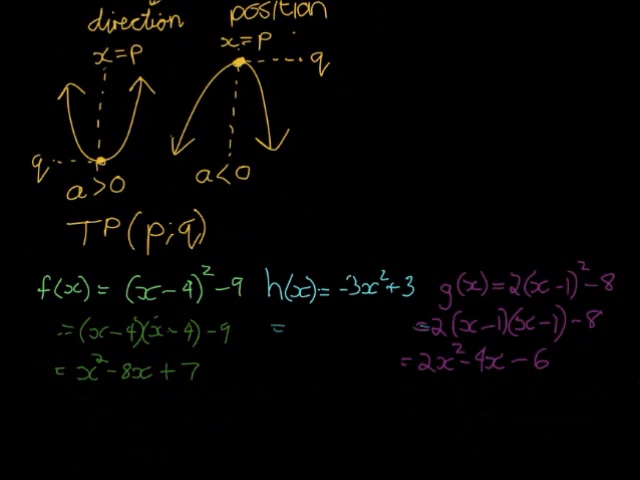 direction
position
x=p
x=p
q
q
a>0
a<0
TP(p;q)
f(x) = (x-4)²-9
= (x-4)(x-4)-9
= x²-8x+7
h(x) = -3x²+3
=
g(x) = 2(x-1)²-8
= 2(x-1)(x-1)-8
= 2x²-4x-6